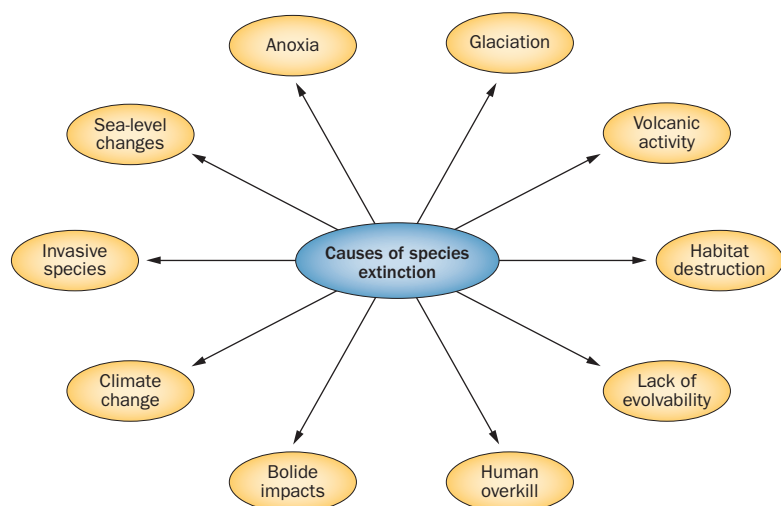 Anoxia
Glaciation
Sea-level
changes
Volcanic
activity
Invasive
species
Causes of species
extinction
Habitat
destruction
Climate
change
Lack of
evolvability
Bolide
impacts
Human
overkill